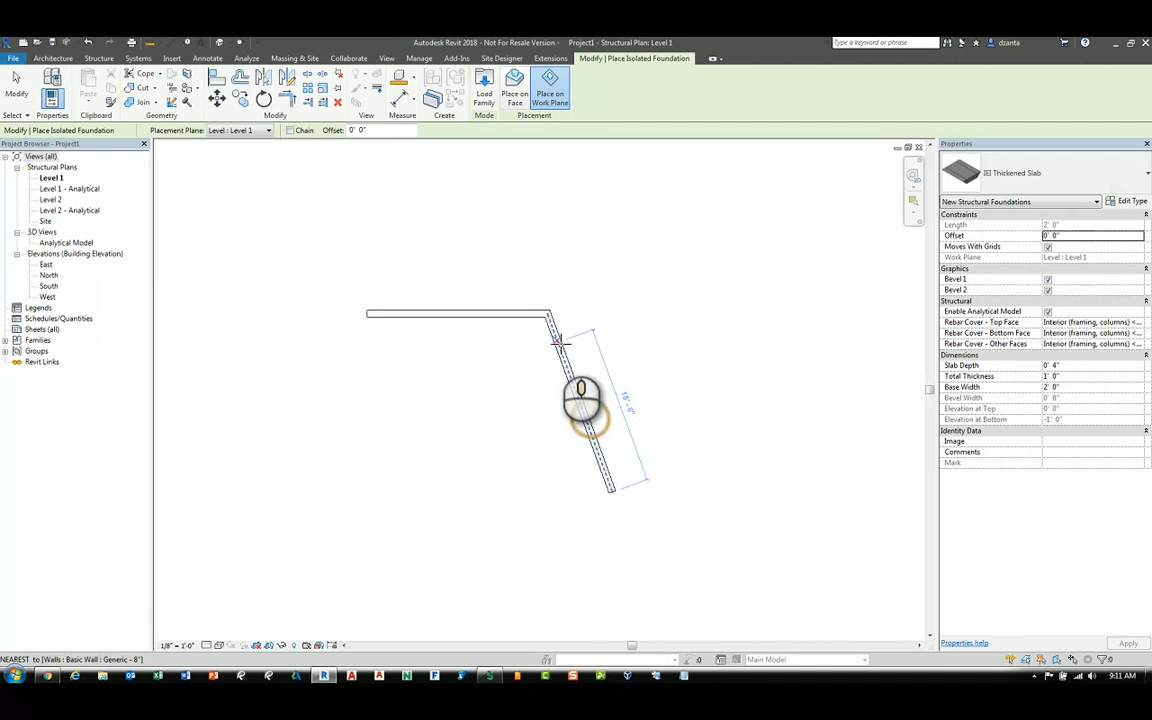 Autodesk Revit 2018 - Not For Resale Version - Project1 - Structural Plan: Level 1
Type a keyword or phrase
dzanta
File Architecture Structure Systems Insert Annotate Analyze Massing & Site Collaborate View Manage Add-Ins Site Designer Extensions Modify | Place Isolated Foundation
Modify
Paste
Cope
Cut
Join
Load Family
Place on Face
Place on Work Plane
Select Properties Clipboard Geometry Modify View Measure Create Mode Placement
Modify | Place Isolated Foundation Placement Plane: Level : Level 1 Chain Offset: 0' 0"
Project Browser - Project1
Views (all)
Structural Plans
Level 1
Level 1 - Analytical
Level 2
Level 2 - Analytical
Site
3D Views
Analytical Model
Elevations (Building Elevation)
East
North
South
West
Legends
Schedules/Quantities
Sheets (all)
Families
Groups
Revit Links
Properties
IEI Thickened Slab
New Structural Foundations Edit Type
Constraints
Length 2' 0"
Offset 0' 0"
Moves With Grids
Work Plane Level : Level 1
Graphics
Bevel 1
Bevel 2
Structural
Enable Analytical Model
Rebar Cover - Top Face Interior (framing, columns) <...
Rebar Cover - Bottom Face Interior (framing, columns) <...
Rebar Cover - Other Faces Interior (framing, columns) <...
Dimensions
Slab Depth 0' 4"
Total Thickness 1' 0"
Base Width 2' 0"
Bevel Width 0' 8"
Elevation at Top 0' 0"
Elevation at Bottom -1' 0"
Identity Data
Image
Comments
Mark
Properties help Apply
1/8" = 1'-0"
NEAREST to [Walls : Basic Wall : Generic - 8"]
:0 Main Model :0
9:11 AM